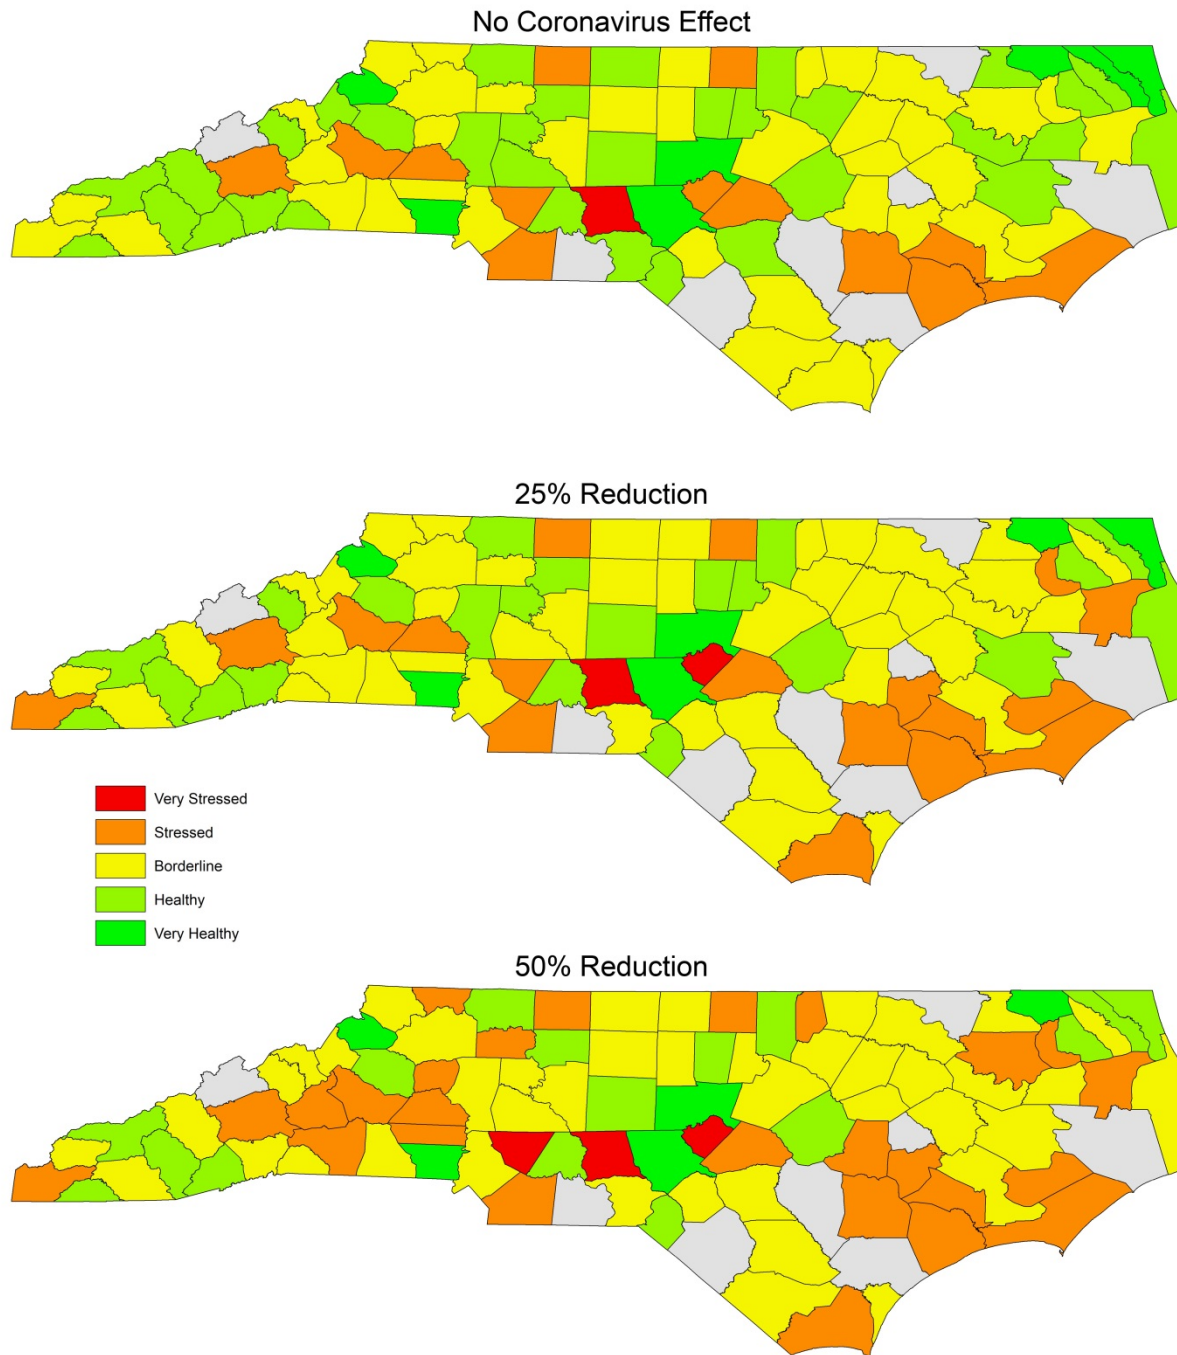 No Coronavirus Effect
25% Reduction
Very Stressed
Stressed
Borderline
Healthy
Very Healthy
50% Reduction